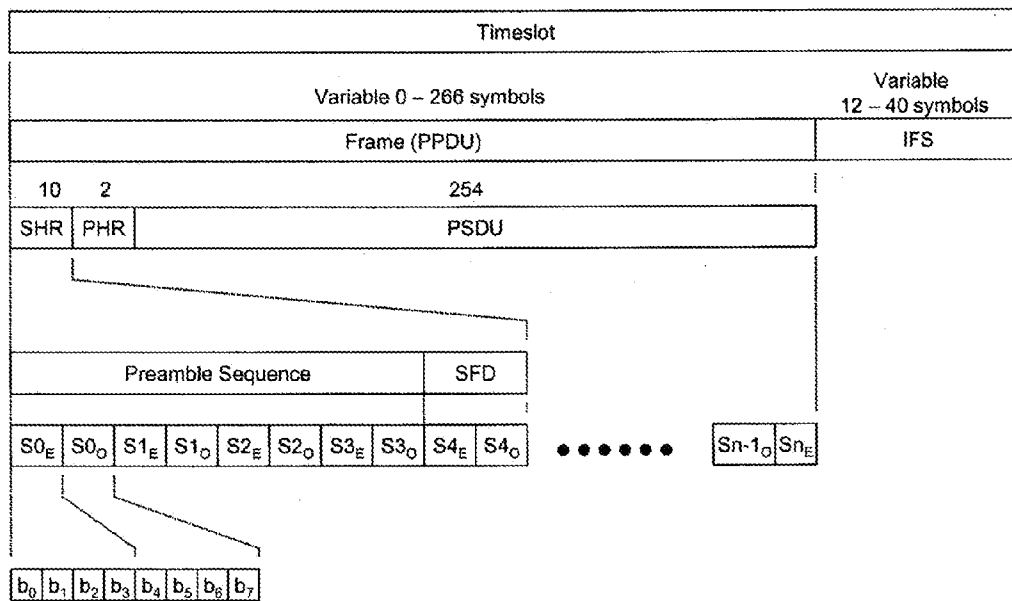 Timeslot
Variable 0 – 266 symbols
Variable
12 – 40 symbols
Frame (PPDU) IFS
10 2 254
SHR PHR PSDU
Preamble Sequence SFD
S0E S0O S1E S1O S2E S2O S3E S3O S4E S4O Sn-1O SnE
b0 b1 b2 b3 b4 b5 b6 b7